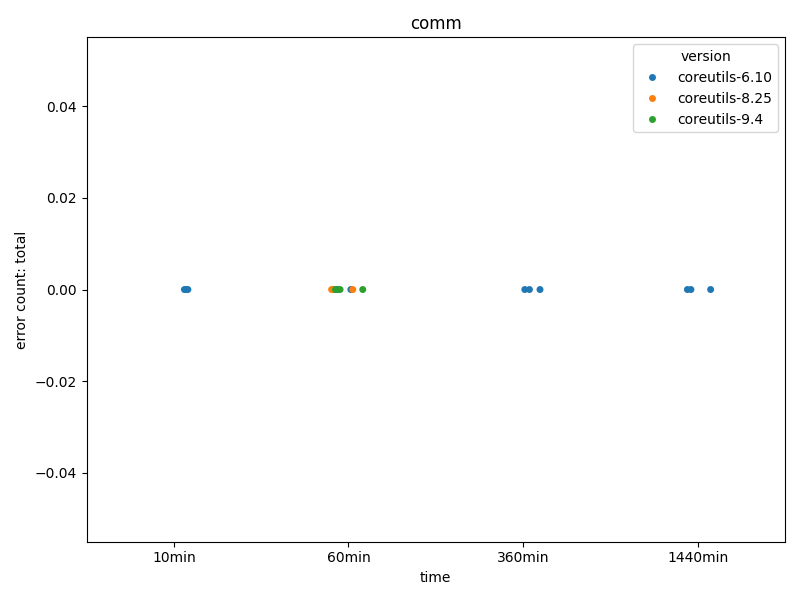 comm
version
coreutils-6.10
coreutils-8.25
coreutils-9.4
0.04
0.02
0.00
−0.02
−0.04
error count: total
10min
60min
360min
1440min
time